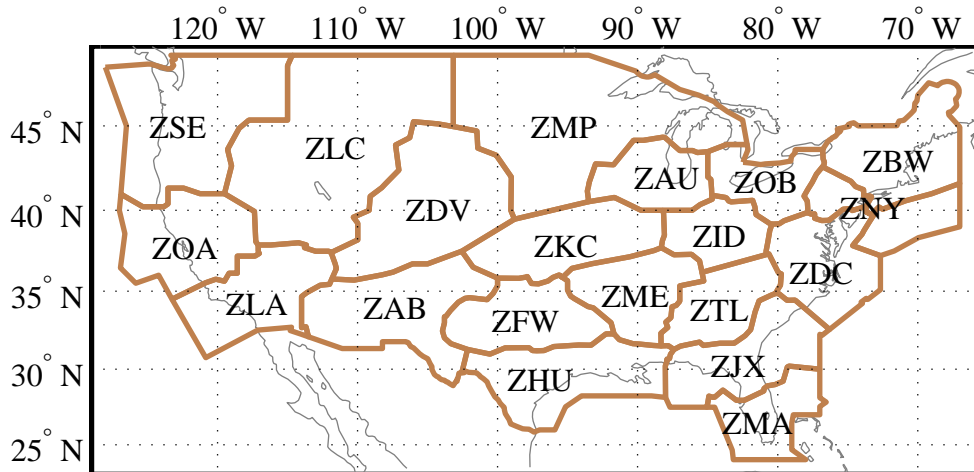 120° W 110° W 100° W 90° W 80° W 70° W
45° N
ZSE
ZMP
ZLC
ZBW
ZAU
ZOB
40° N
ZDV
ZNY
ZOA
ZKC
ZID
ZDC
35° N
ZLA
ZAB
ZME
ZFW
ZTL
30° N
ZHU
ZJX
ZMA
25° N